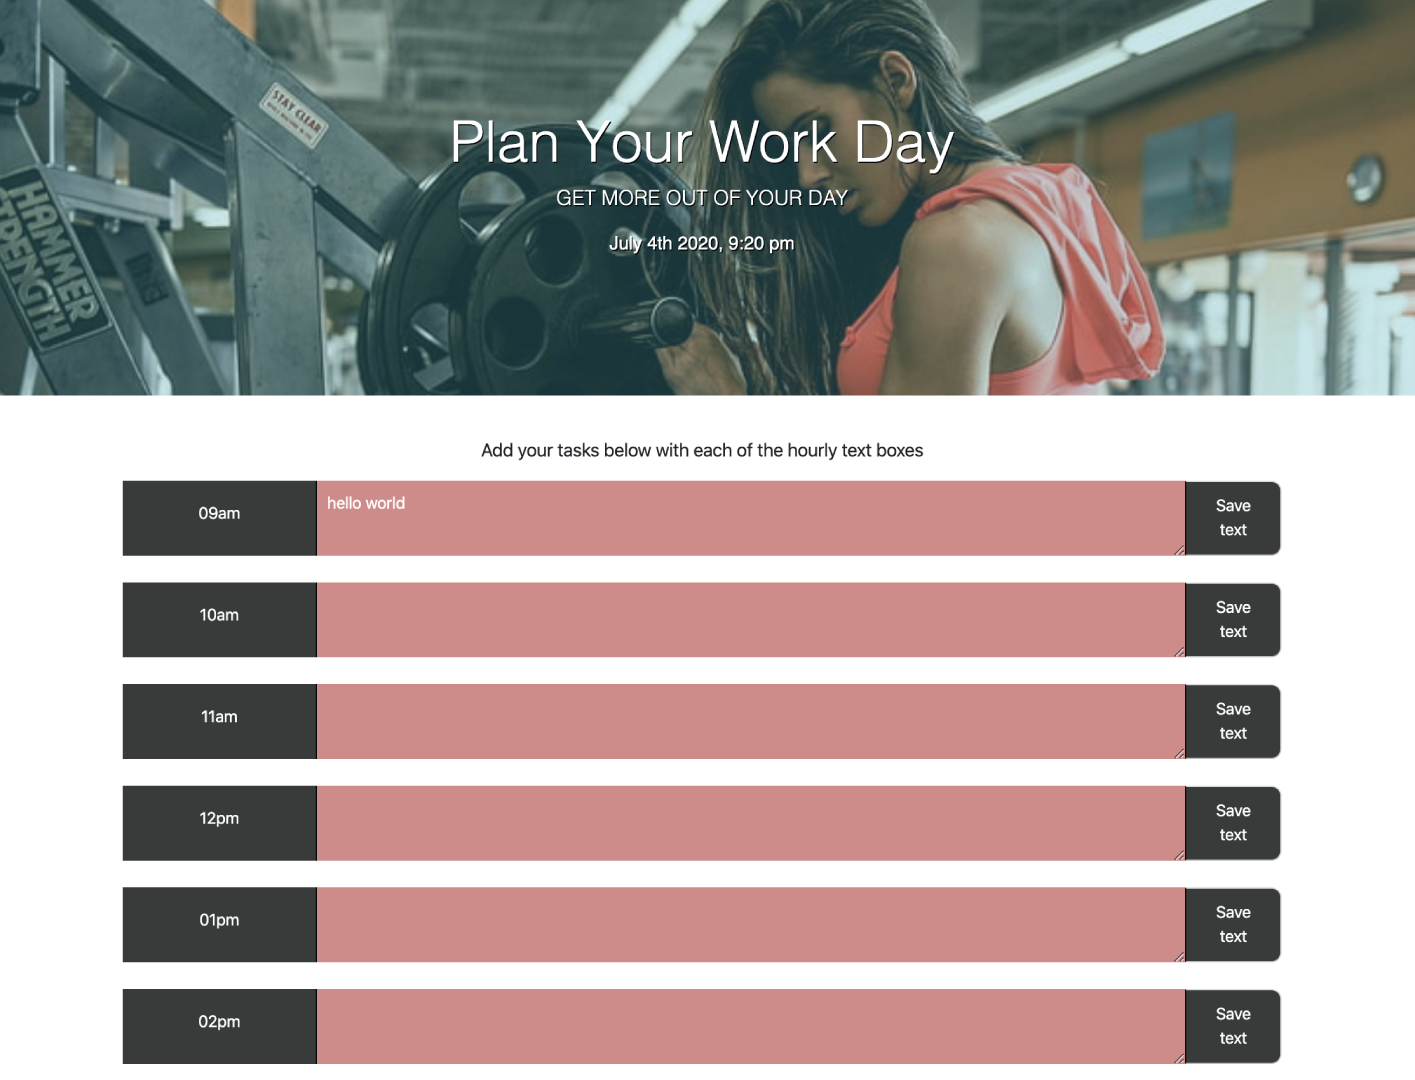 STAY CLEAR
HAMMER
STRENGTH
Plan Your Work Day
GET MORE OUT OF YOUR DAY
July 4th 2020, 9:20 pm
Add your tasks below with each of the hourly text boxes
09am
hello world
Save
text
10am
Save
text
11am
Save
text
12pm
Save
text
01pm
Save
text
02pm
Save
text